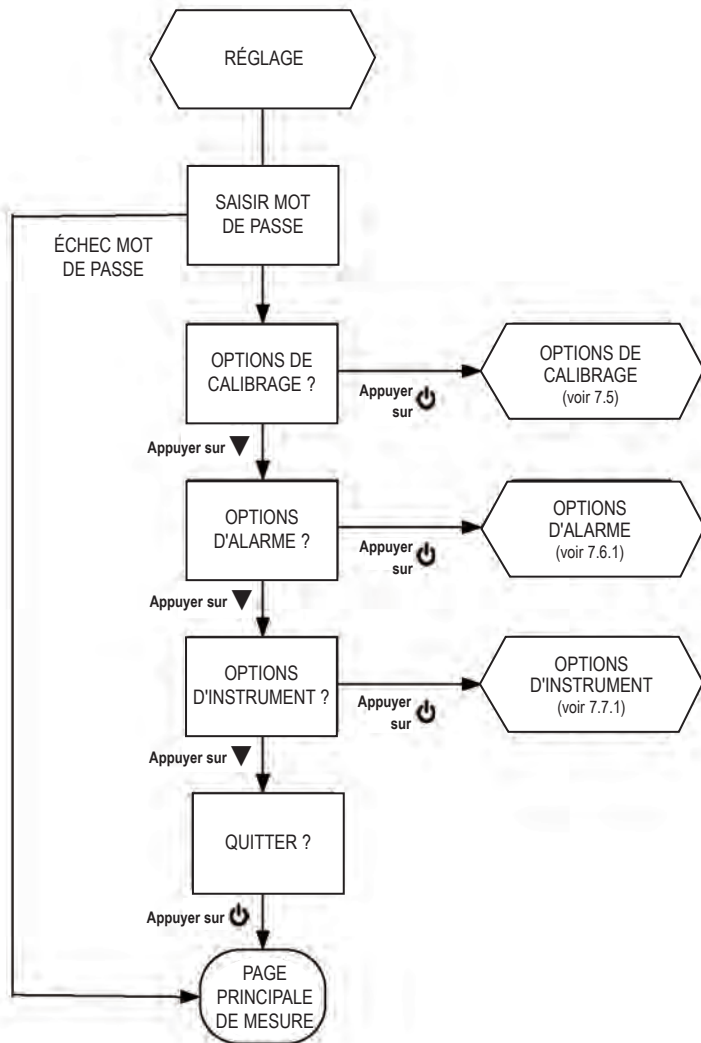 RÉGLAGE
SAISIR MOT
DE PASSE
ÉCHEC MOT
DE PASSE
OPTIONS DE
CALIBRAGE ?
Appuyer
sur
OPTIONS DE
CALIBRAGE
(voir 7.5)
Appuyer sur ▼
OPTIONS
D'ALARME ?
Appuyer
sur
OPTIONS
D'ALARME
(voir 7.6.1)
Appuyer sur ▼
OPTIONS
D'INSTRUMENT ?
Appuyer
sur
OPTIONS
D'INSTRUMENT
(voir 7.7.1)
Appuyer sur ▼
QUITTER ?
Appuyer sur
PAGE
PRINCIPALE
DE MESURE